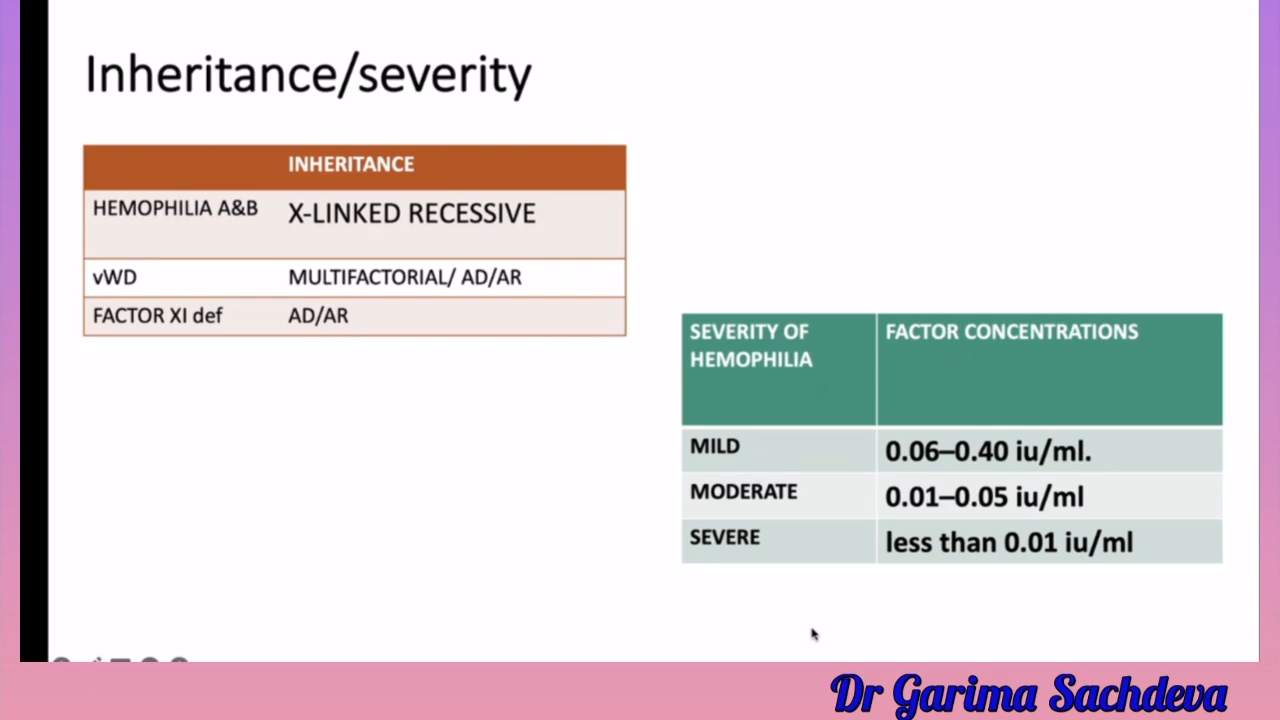 Inheritance/severity
INHERITANCE
HEMOPHILIA A&B X-LINKED RECESSIVE
vWD MULTIFACTORIAL/ AD/AR
FACTOR XI def AD/AR
SEVERITY OF HEMOPHILIA FACTOR CONCENTRATIONS
MILD 0.06–0.40 iu/ml.
MODERATE 0.01–0.05 iu/ml
SEVERE less than 0.01 iu/ml
Dr Garima Sachdeva